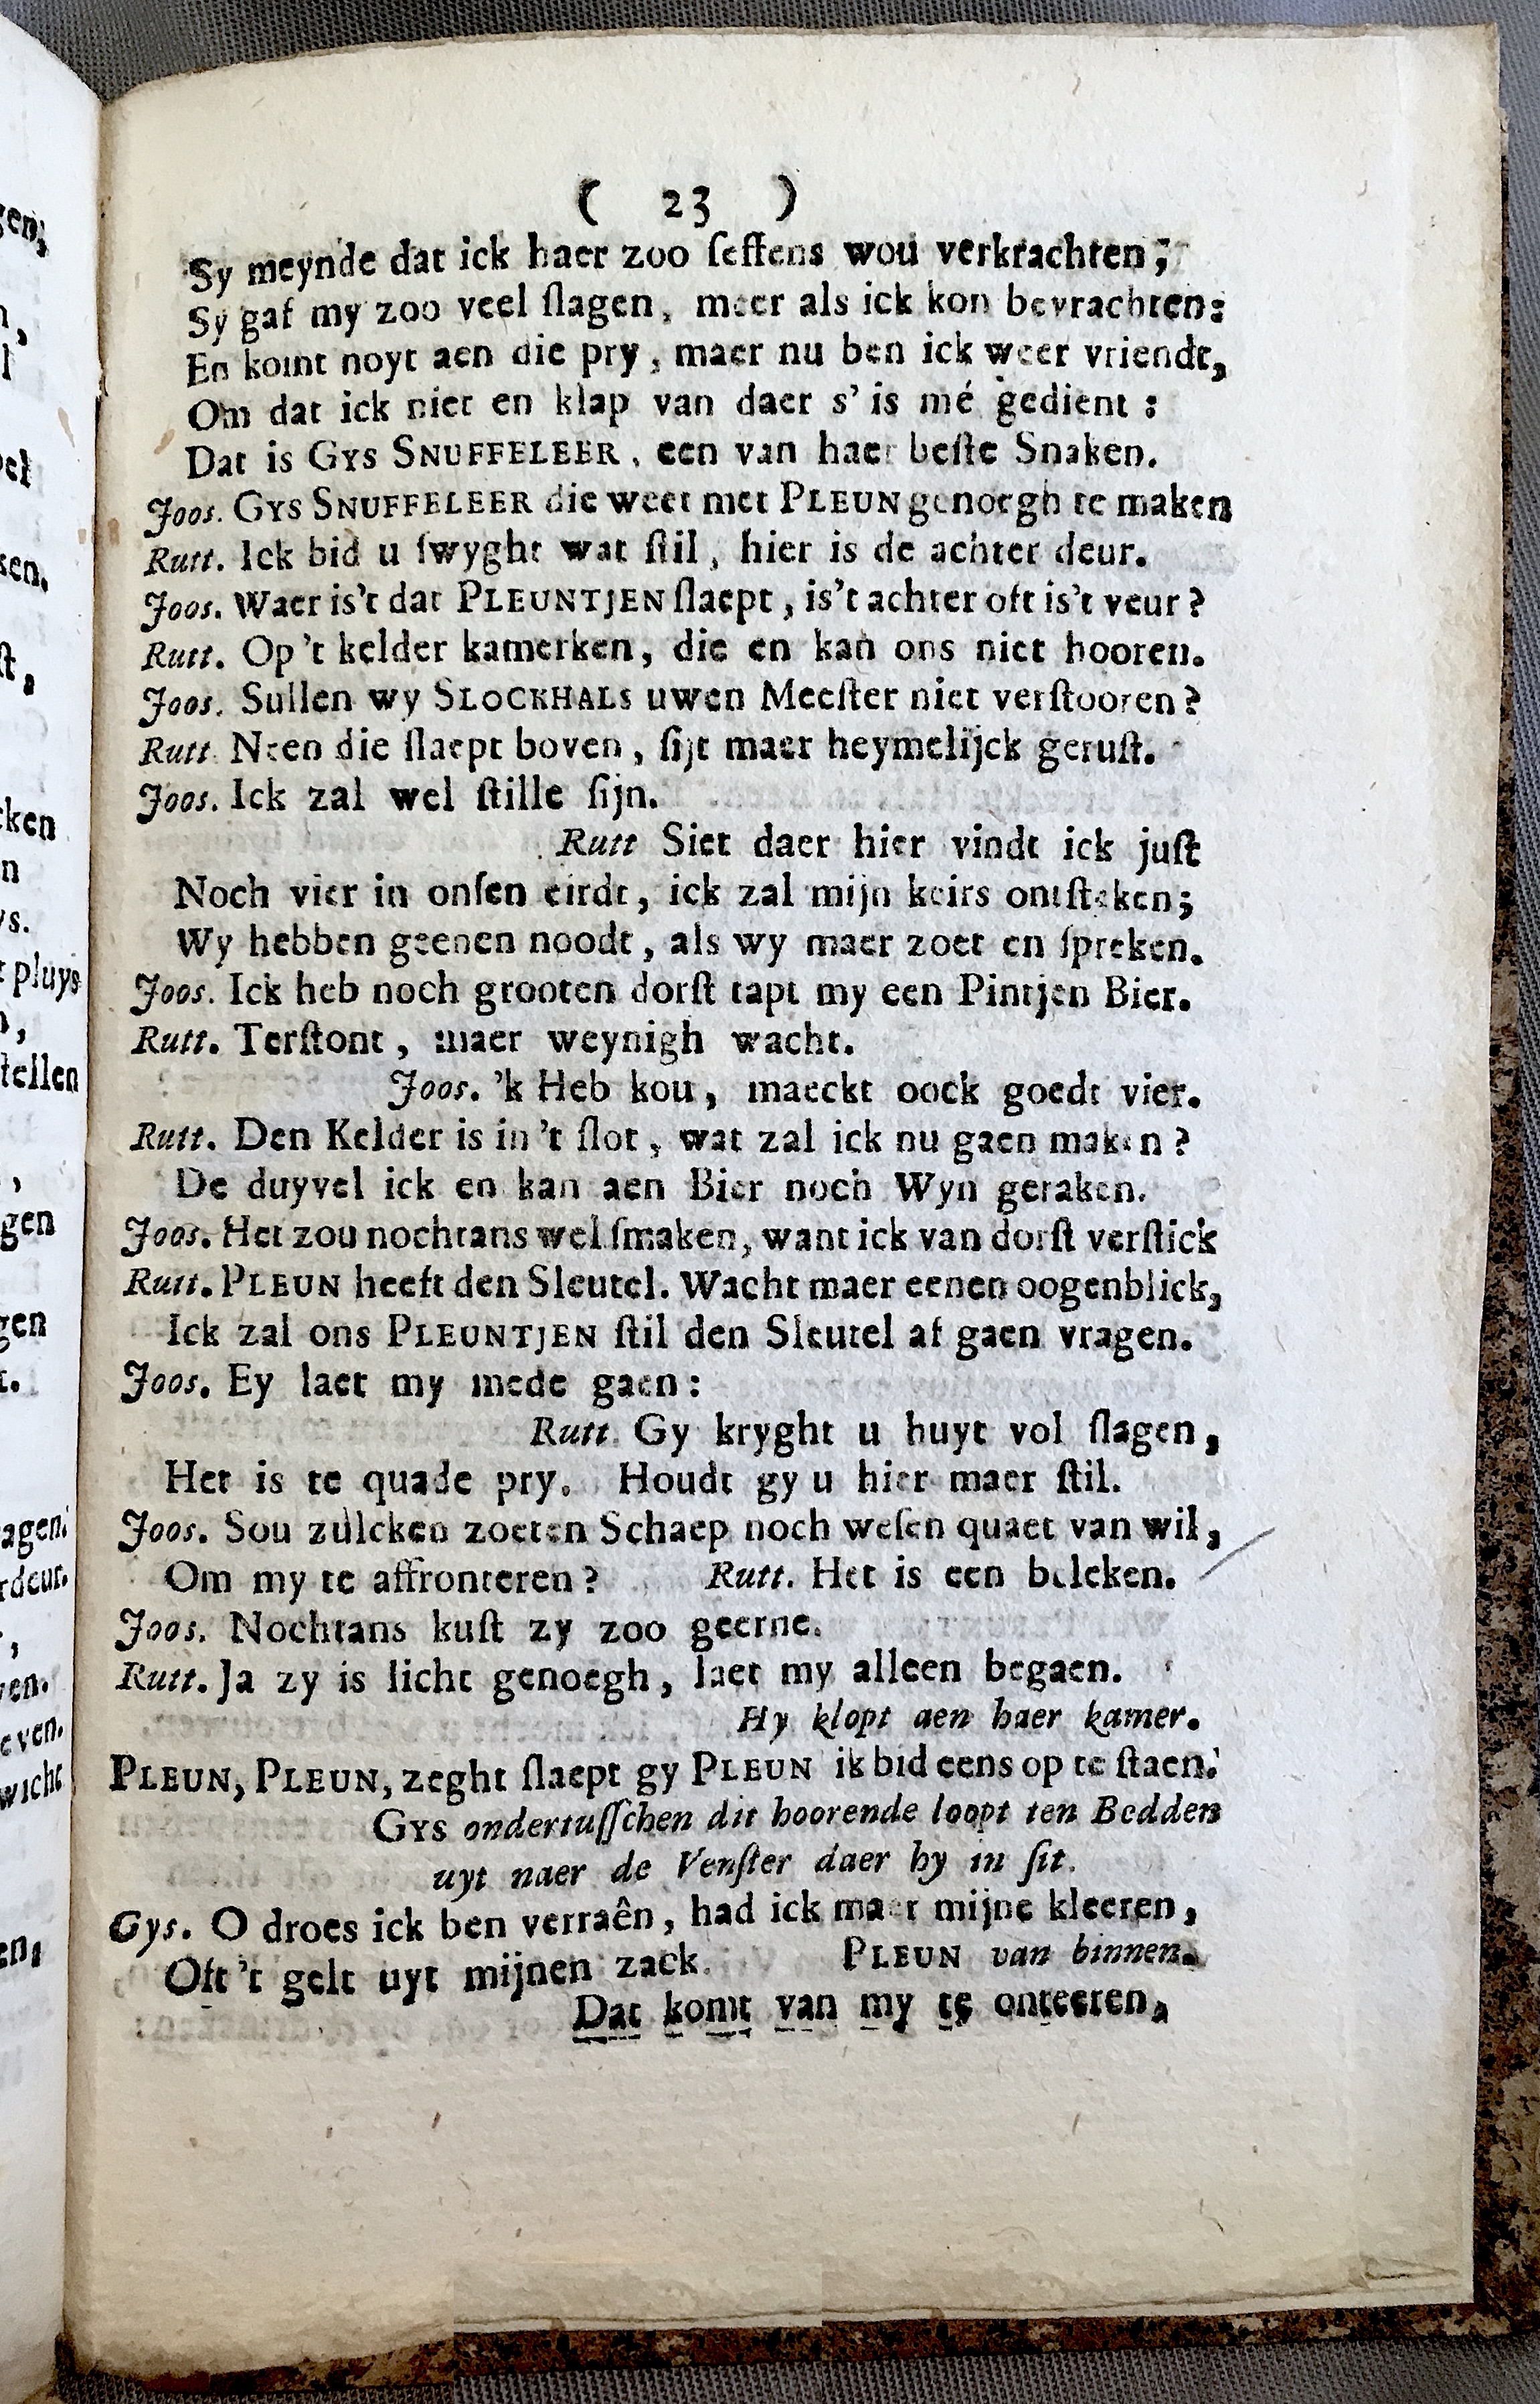 ( 23 )
Sy meynde dat ick haer zoo ſeffens wou verkrachten;
Sy gaf my zoo veel ſlagen, meer als ick kon bevrachten:
En komt noyt aen die pry, maer nu ben ick weer vriendt,
Om dat ick niet en klap van daer s'is mé gedient:
Dat is GYS SNUFFELEER, een van haer beſte Snaken.
Joos. GYS SNUFFELEER die weet met PLEUN genoegh te maken
Rutt. Ick bid u ſwyght wat ſtil, hier is de achter deur.
Joos. Waer is't dat PLEUNTJEN ſlaept, is't achter oft is't veur?
Rutt. Op 't kelder kamerken, die en kan ons niet hooren.
Joos. Sullen wy SLOCKHALS uwen Meeſter niet verſtooren?
Rutt. Neen die ſlaept boven, ſijt maer heymelijck geruſt.
Joos. Ick zal wel ſtille ſijn.
Rutt Siet daer hier vindt ick juſt
Noch vier in onſen eirdt, ick zal mijn keirs ontſteken;
Wy hebben geenen noodt, als wy maer zoet en ſpreken.
Joos. Ick heb noch grooten dorſt tapt my een Pintjen Bier.
Rutt. Terſtont, maer weynigh wacht.
Joos. 'k Heb kou, maeckt oock goedt vier.
Rutt. Den Kelder is in 't ſlot, wat zal ick nu gaen maken?
De duyvel ick en kan aen Bier noch Wyn geraken.
Joos. Het zou nochtans wel ſmaken, want ick van dorſt verſtick
Rutt. PLEUN heeft den Sleutel. Wacht maer eenen oogenblick,
Ick zal ons PLEUNTJEN ſtil den Sleutel af gaen vragen.
Joos. Ey laet my mede gaen:
Rutt. Gy kryght u huyt vol ſlagen,
Het is te quade pry. Houdt gy u hier maer ſtil.
Joos. Sou zulcken zoeten Schaep noch weſen quaet van wil,
Om my te affronteren? Rutt. Het is een beleken.
Joos. Nochtans kuſt zy zoo geerne.
Rutt. Ja zy is licht genoegh, laet my alleen begaen.
Hy klopt aen haer kamer.
PLEUN, PLEUN, zeght ſlaept gy PLEUN ik bid eens op te ſtaen.
GYS ondertuſſchen dit hoorende loopt ten Bedden
uyt naer de Venſter daer hy in ſit.
Gys. O droes ick ben verraên, had ick maer mijne kleeren,
Oft 't gelt uyt mijnen zack. PLEUN van binnen.
Dat komt van my te onteeren,